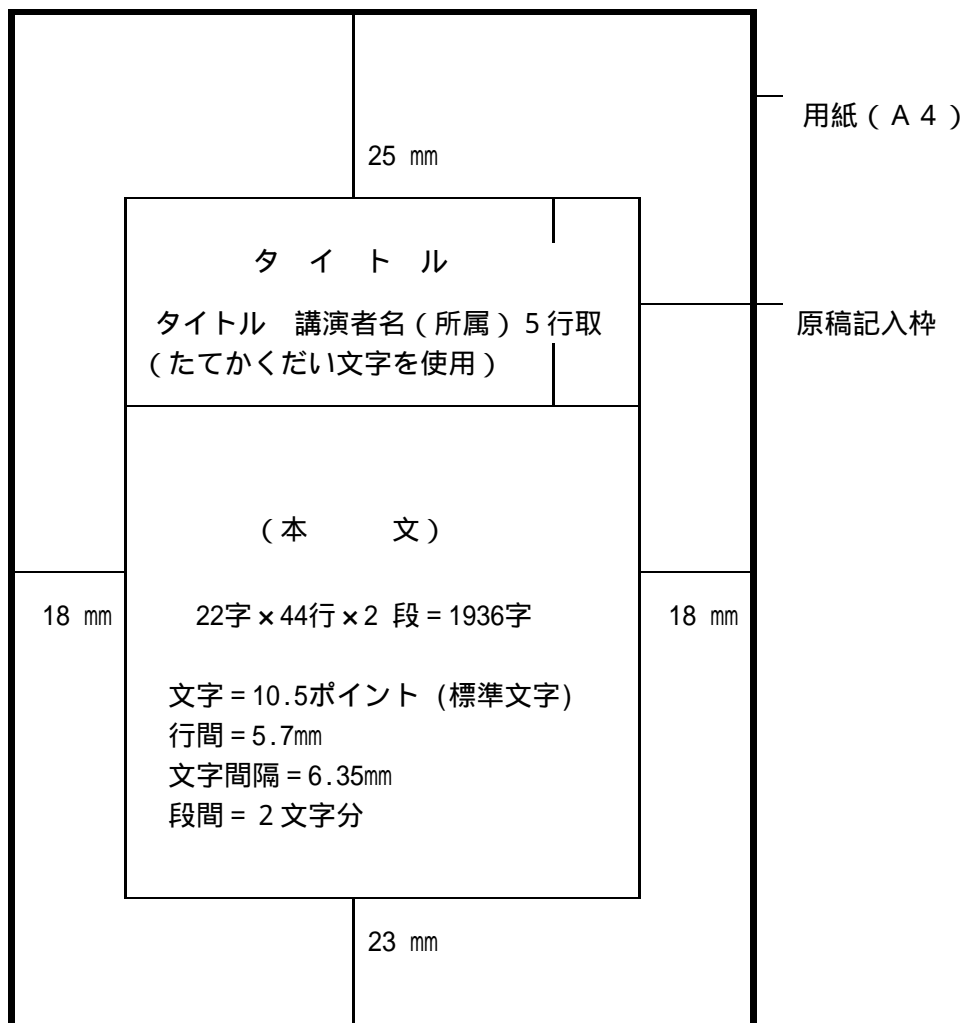 用紙（Ａ４）
25 ㎜
タ イ ト ル
タイトル　講演者名（所属）５行取
（たてかくだい文字を使用）
原稿記入枠
（本　　文）
18 ㎜
22字×44行×2 段＝1936字
18 ㎜
文字＝10.5ポイント (標準文字)
行間＝5.7㎜
文字間隔＝6.35㎜
段間＝２文字分
23 ㎜